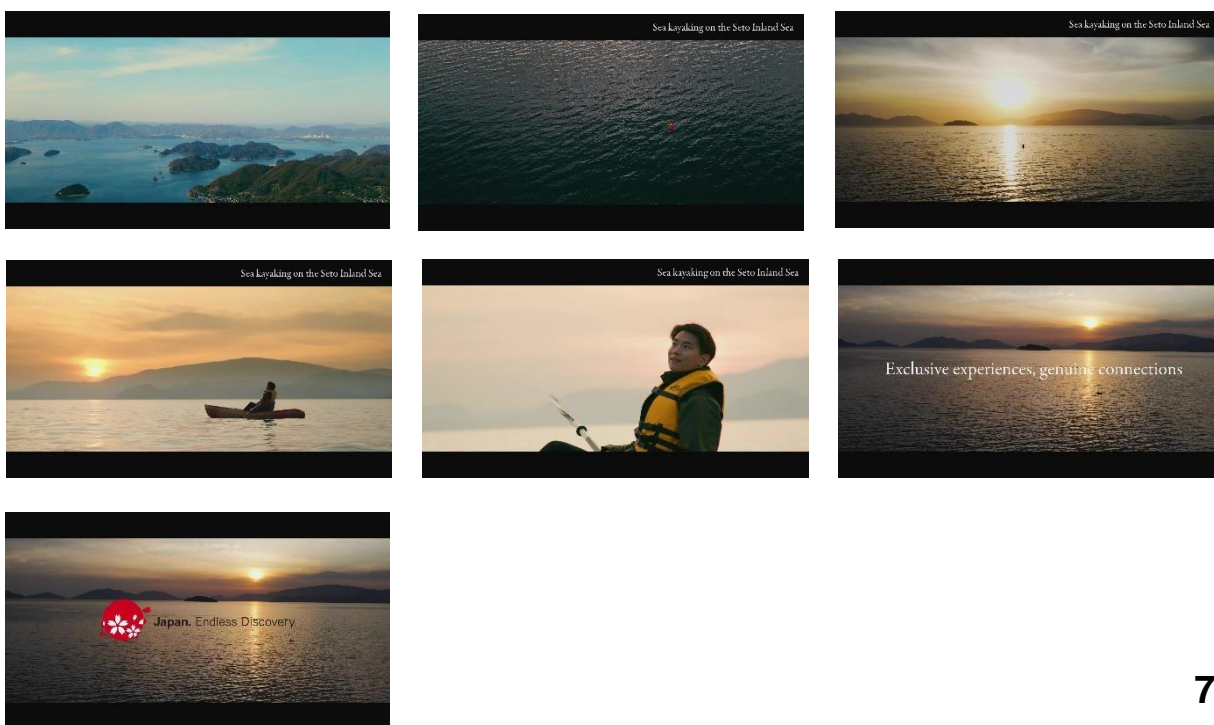 Sea kayaking on the Seto Inland Sea
Sea kayaking on the Seto Inland Sea
Sea kayaking on the Seto Inland Sea
Sea kayaking on the Seto Inland Sea
Exclusive experiences, genuine connections
Japan. Endless Discovery.
7